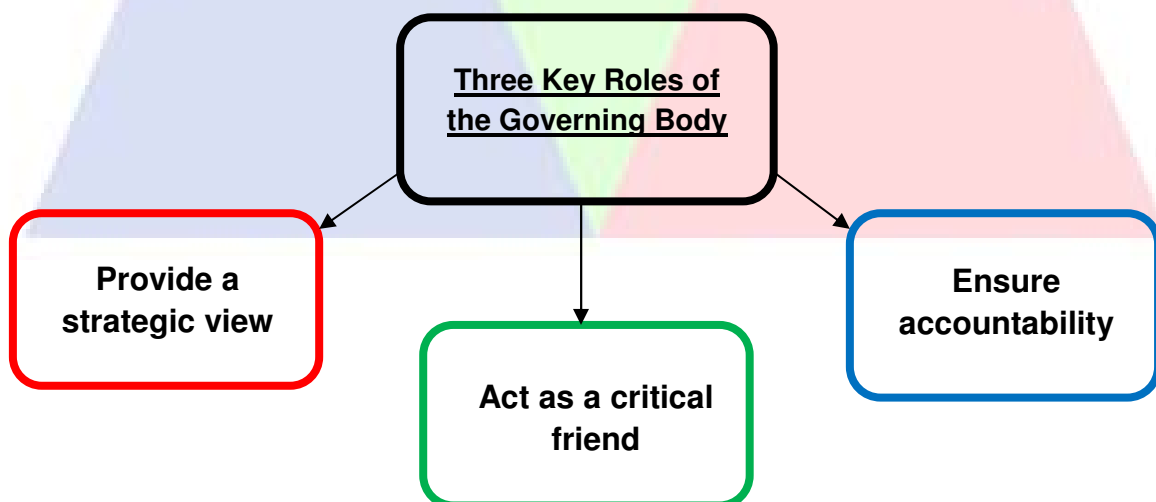 Three Key Roles of
the Governing Body
Provide a
strategic view
Act as a critical
friend
Ensure
accountability